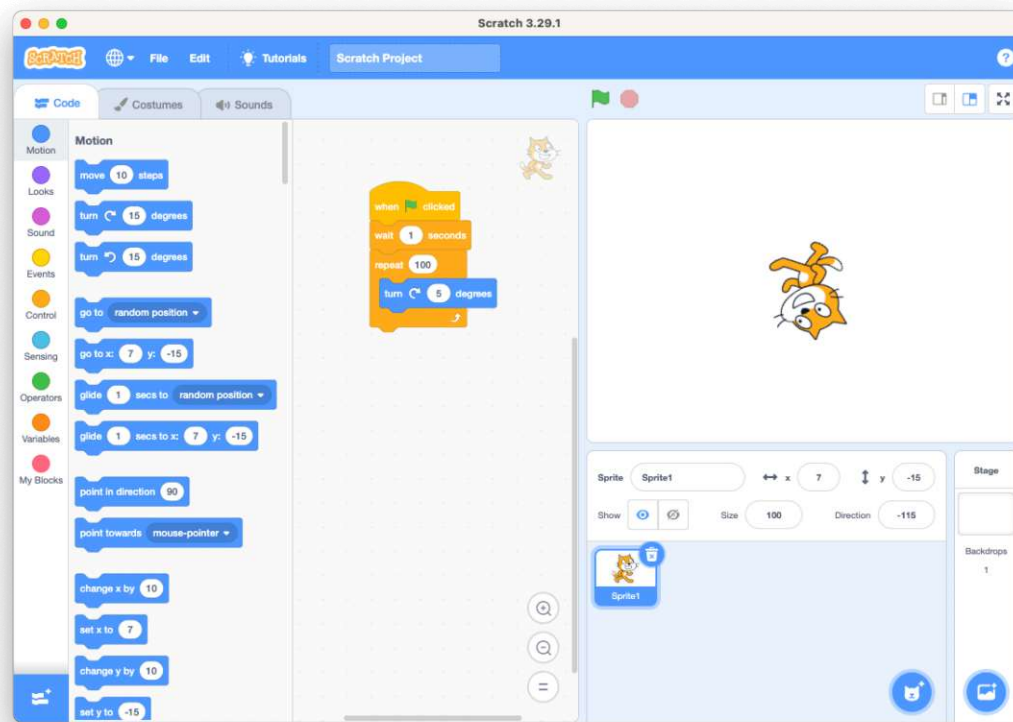 Scratch 3.29.1
SCRATCH File Edit Tutorials Scratch Project ?
Code Costumes Sounds
Motion
Looks
Sound
Events
Control
Sensing
Operators
Variables
My Blocks
Motion
move 10 steps
turn 15 degrees
turn 15 degrees
go to random position
go to x: 7 y: -15
glide 1 secs to random position
glide 1 secs to x: 7 y: -15
point in direction 90
point towards mouse-pointer
change x by 10
set x to 7
change y by 10
set y to -15
when clicked
wait 1 seconds
repeat 100
turn 5 degrees
Sprite Sprite1 x 7 y -15
Show Size 100 Direction -115
Sprite1
Stage
Backdrops
1